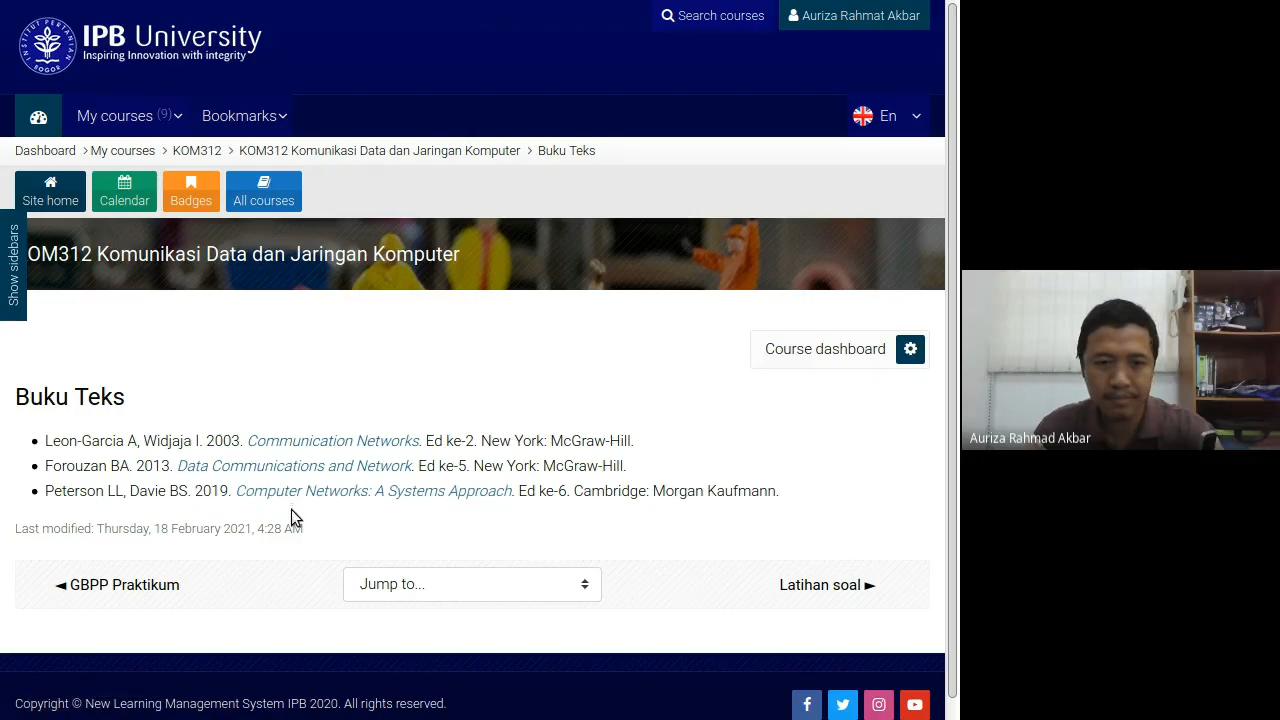 IPB University
Inspiring Innovation with integrity
INSTITUT PERTANIAN BOGOR
Search courses
Auriza Rahmat Akbar
My courses (9)
Bookmarks
En
Dashboard > My courses > KOM312 > KOM312 Komunikasi Data dan Jaringan Komputer > Buku Teks
Site home
Calendar
Badges
All courses
Show sidebars
OM312 Komunikasi Data dan Jaringan Komputer
Course dashboard
Buku Teks
• Leon-Garcia A, Widjaja I. 2003. Communication Networks. Ed ke-2. New York: McGraw-Hill.
• Forouzan BA. 2013. Data Communications and Network. Ed ke-5. New York: McGraw-Hill.
• Peterson LL, Davie BS. 2019. Computer Networks: A Systems Approach. Ed ke-6. Cambridge: Morgan Kaufmann.
Last modified: Thursday, 18 February 2021, 4:28 AM
◄ GBPP Praktikum
Jump to...
Latihan soal ►
Copyright © New Learning Management System IPB 2020. All rights reserved.
Auriza Rahmad Akbar